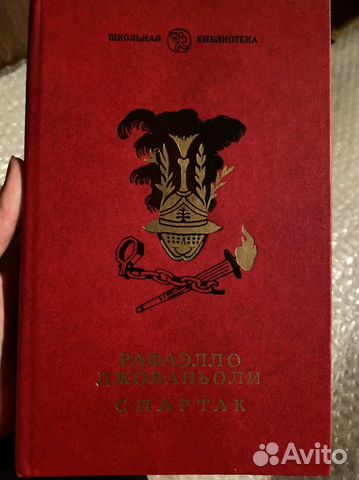 ШКОЛЬНАЯ БИБЛИОТЕКА
РАФАЭЛЛО
ДЖОВАНЬОЛИ
СПАРТАК
Avito